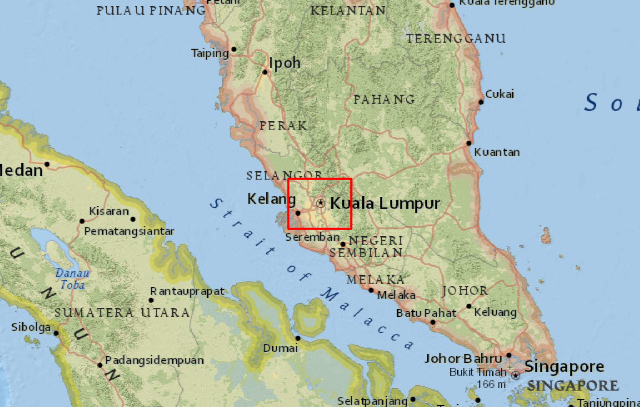 Petani
Kuala Terengganu
PULAU PINANG
KELANTAN
TERENGGANU
Taiping
Ipoh
Cukai
PAHANG
PERAK
Kuantan
Medan
SELANGOR
Kelang
Kuala Lumpur
Kisaran
Pematangsiantar
Seremban
NEGERI
SEMBILAN
Strait of Malacca
Danau
Toba
MELAKA
Melaka
JOHOR
Rantauprapat
SUMATERA UTARA
Batu Pahat
Keluang
Sibolga
Dumai
Padangsidempuan
Johor Bahru
Singapore
Bukit Timah
166 m
SINGAPORE
Selatpanjang
Tanjungpinang